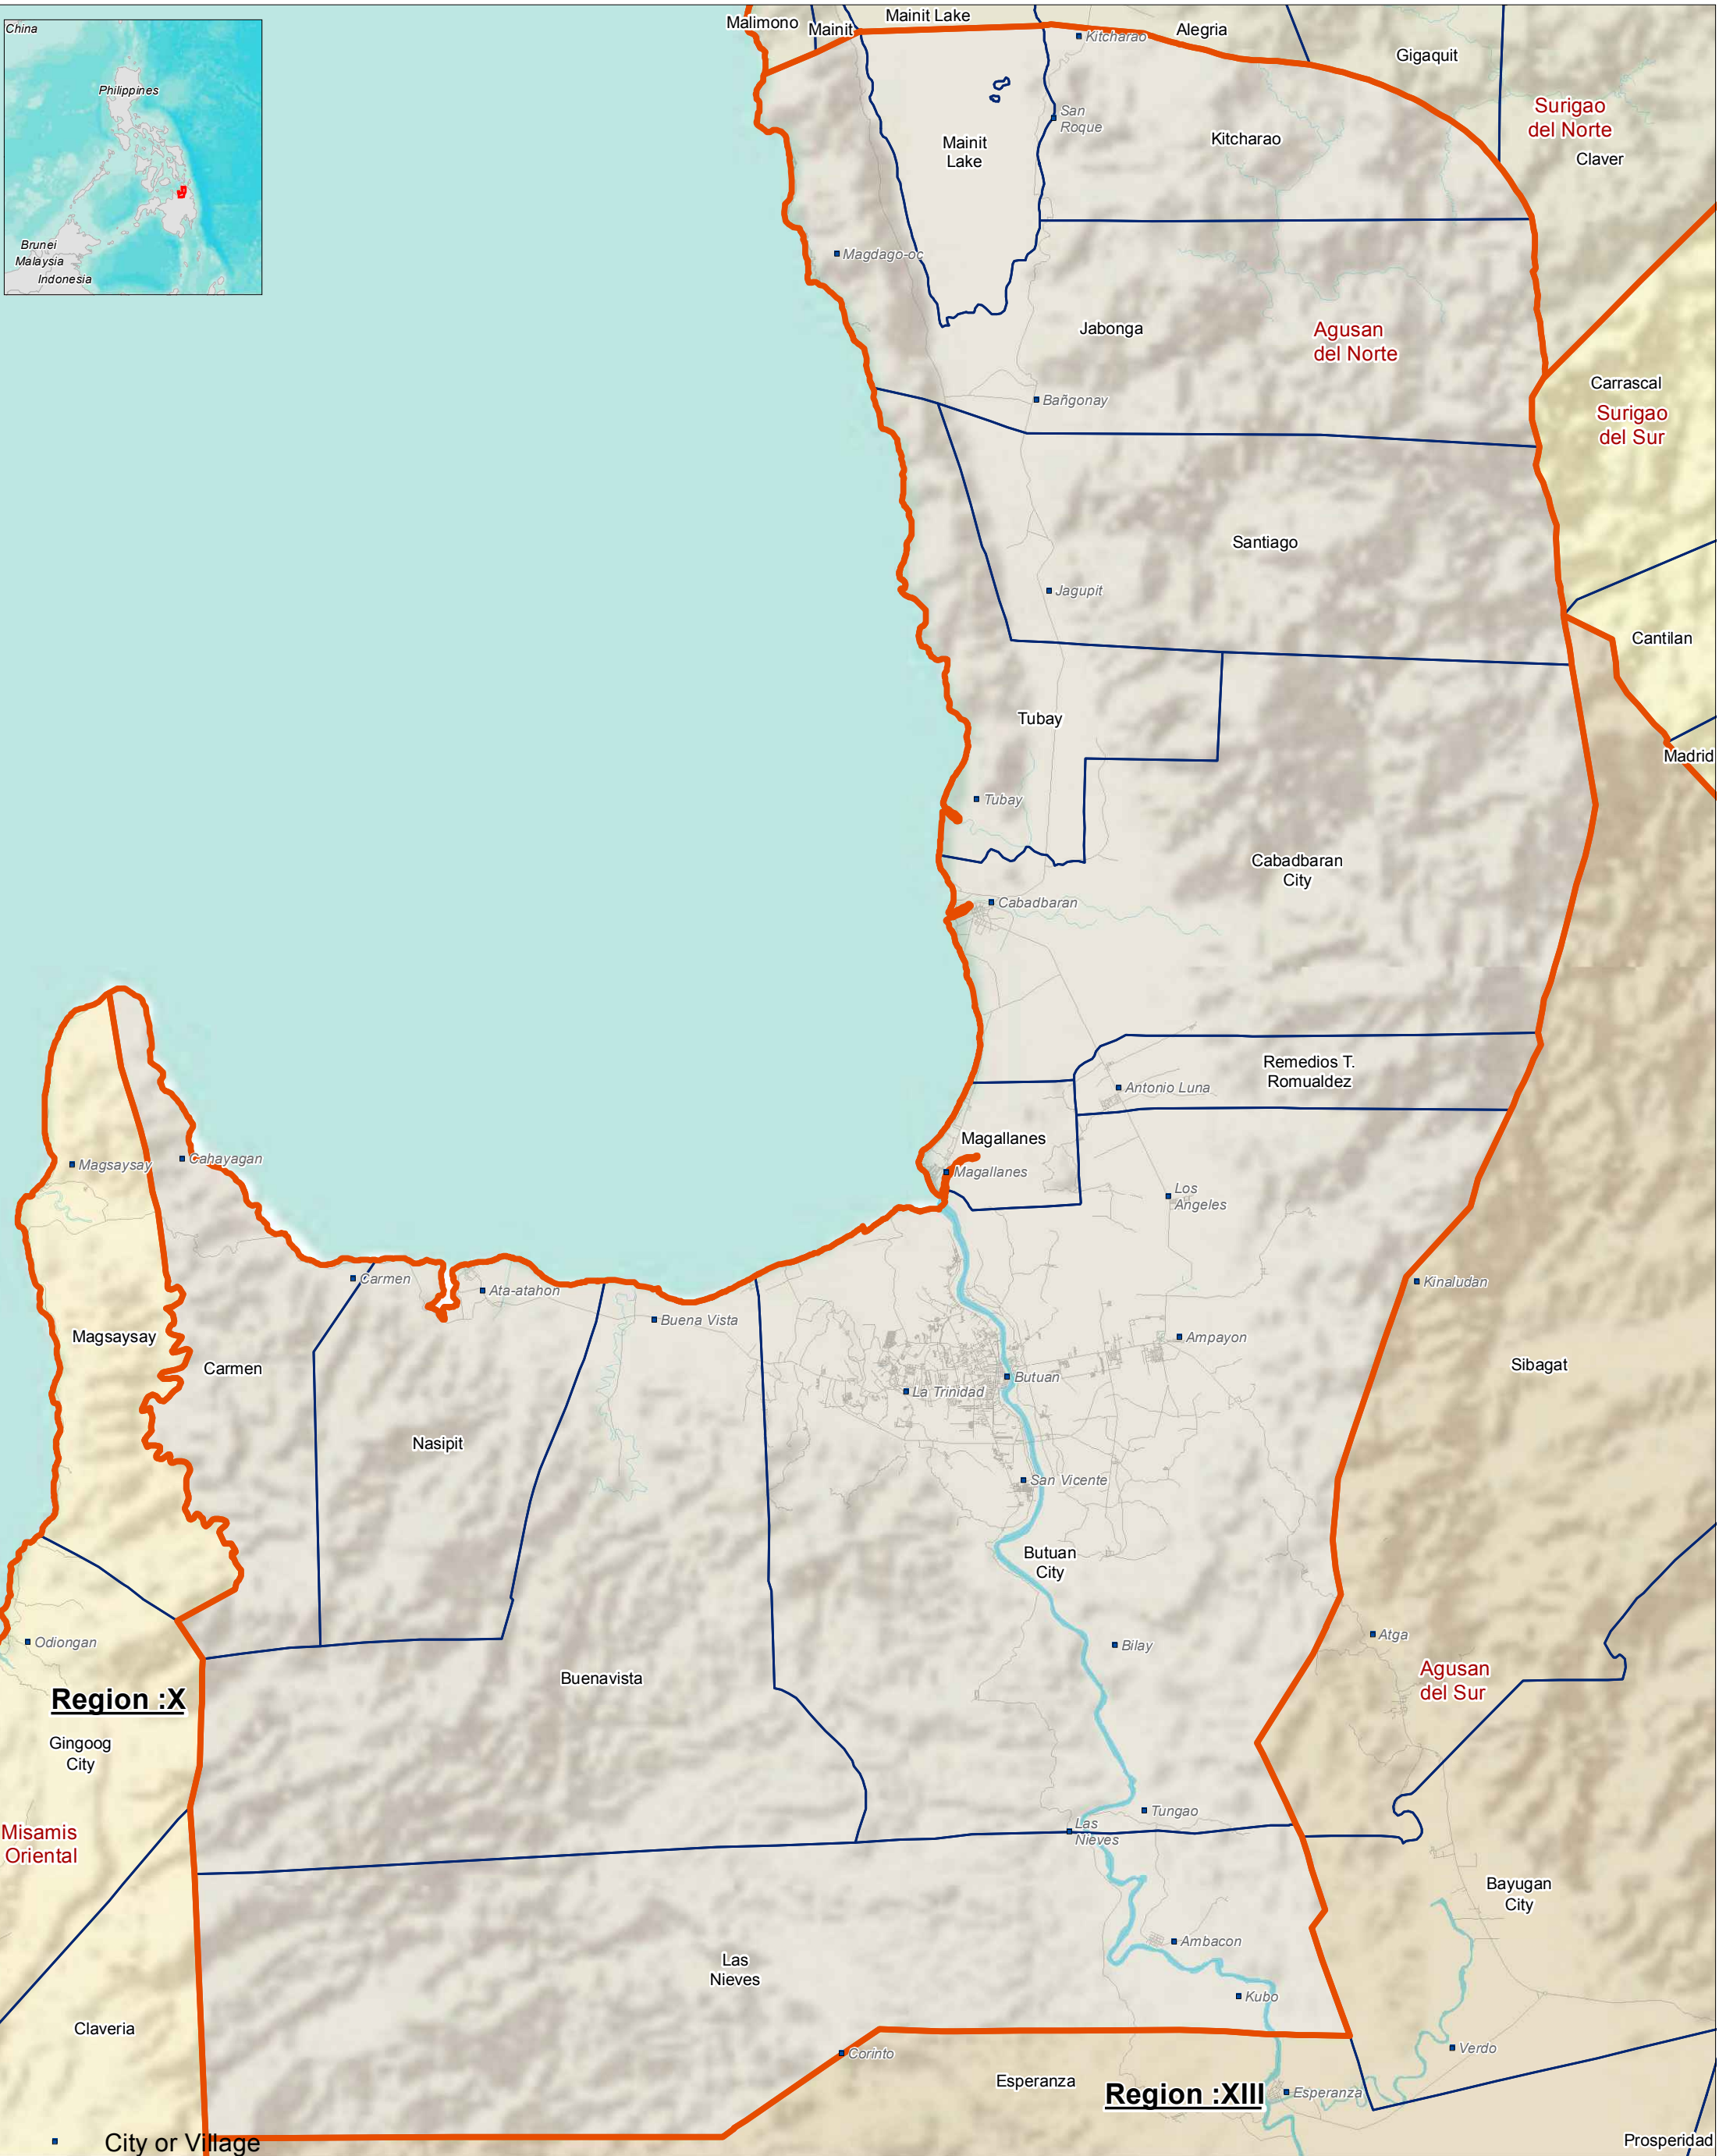 China
Philippines
Brunei
Malaysia
Indonesia
Malimono
Mainit
Mainit Lake
Kitcharao
Alegria
Gigaquit
Surigao
del Norte
Claver
San
Roque
Mainit
Lake
Kitcharao
Magdago-oc
Jabonga
Agusan
del Norte
Carrascal
Surigao
del Sur
Bañgonay
Santiago
Jagupit
Cantilan
Tubay
Madrid
Tubay
Cabadbaran
City
Cabadbaran
Remedios T.
Romualdez
Antonio Luna
Magallanes
Magallanes
Magsaysay
Cahayagan
Los
Angeles
Carmen
Ata-atahon
Buena Vista
Kinaludan
Magsaysay
Carmen
Ampayon
Sibagat
Butuan
La Trinidad
Nasipit
San Vicente
Butuan
City
Odiongan
Bilay
Atga
Buenavista
Agusan
del Sur
Region :X
Gingoog
City
Misamis
Oriental
Tungao
Las
Nieves
Bayugan
City
Ambacon
Las
Nieves
Kubo
Claveria
Corinto
Verdo
Esperanza
Region :XIII
Esperanza
City or Village
Prosperidad